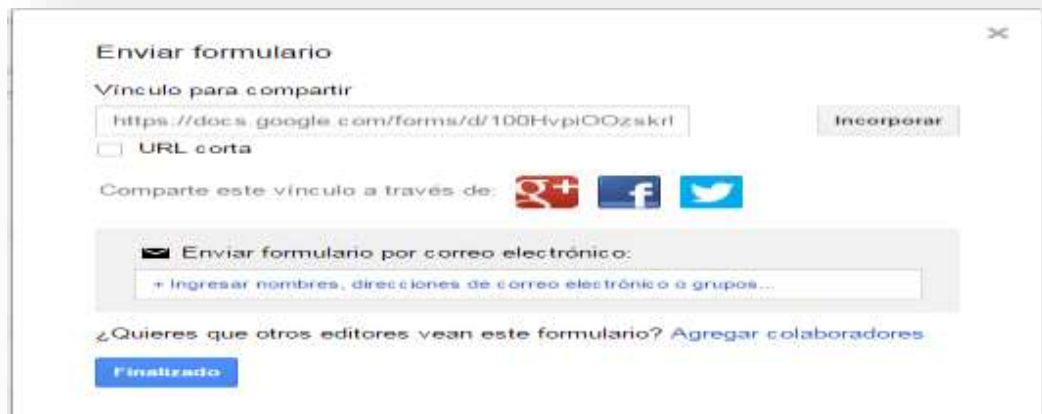 Enviar formulario
Vínculo para compartir
https://docs.google.com/forms/d/100HvpiOOzskrl
Incorporar
URL corta
Comparte este vínculo a través de:
Enviar formulario por correo electrónico:
+ Ingresar nombres, direcciones de correo electrónico o grupos...
¿Quieres que otros editores vean este formulario? Agregar colaboradores
Finalizado